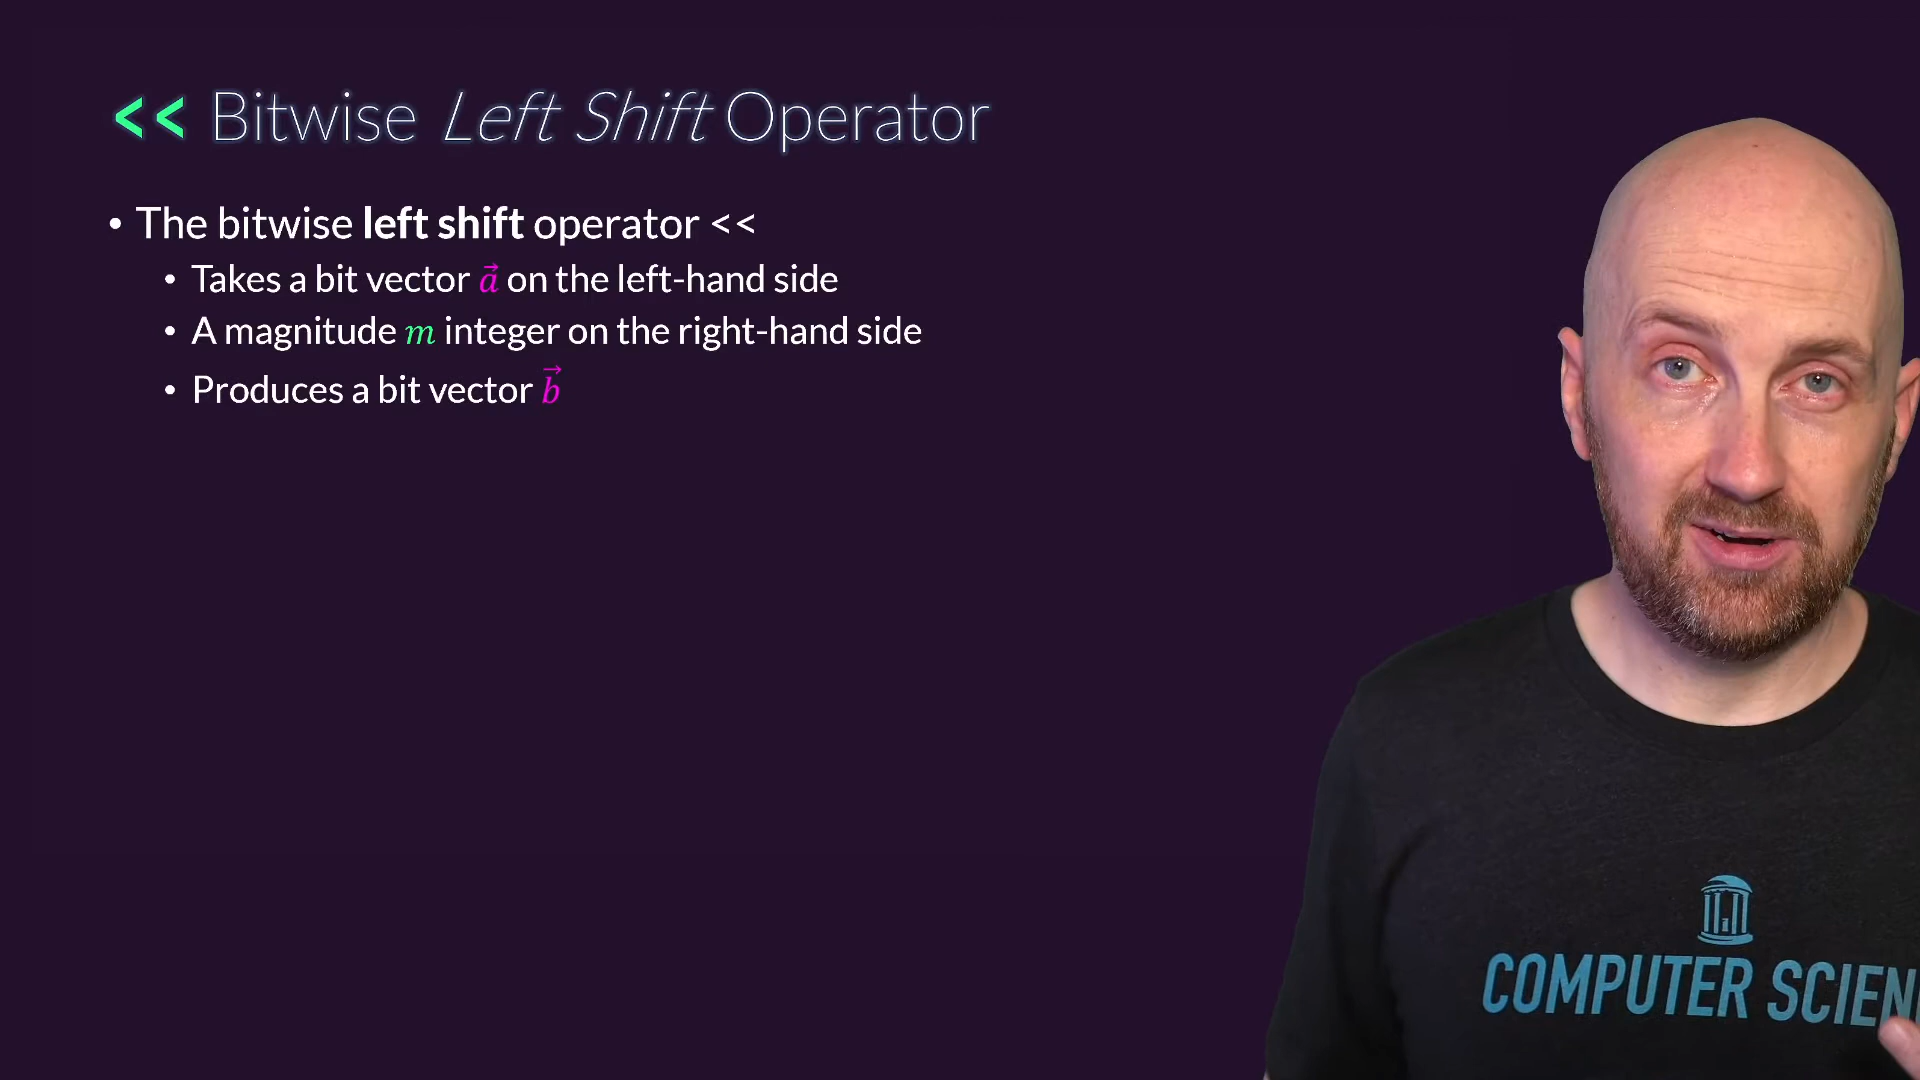 << Bitwise Left Shift Operator
• The bitwise left shift operator <<
• Takes a bit vector a⃗ on the left-hand side
• A magnitude m integer on the right-hand side
• Produces a bit vector b⃗
COMPUTER SCIEN